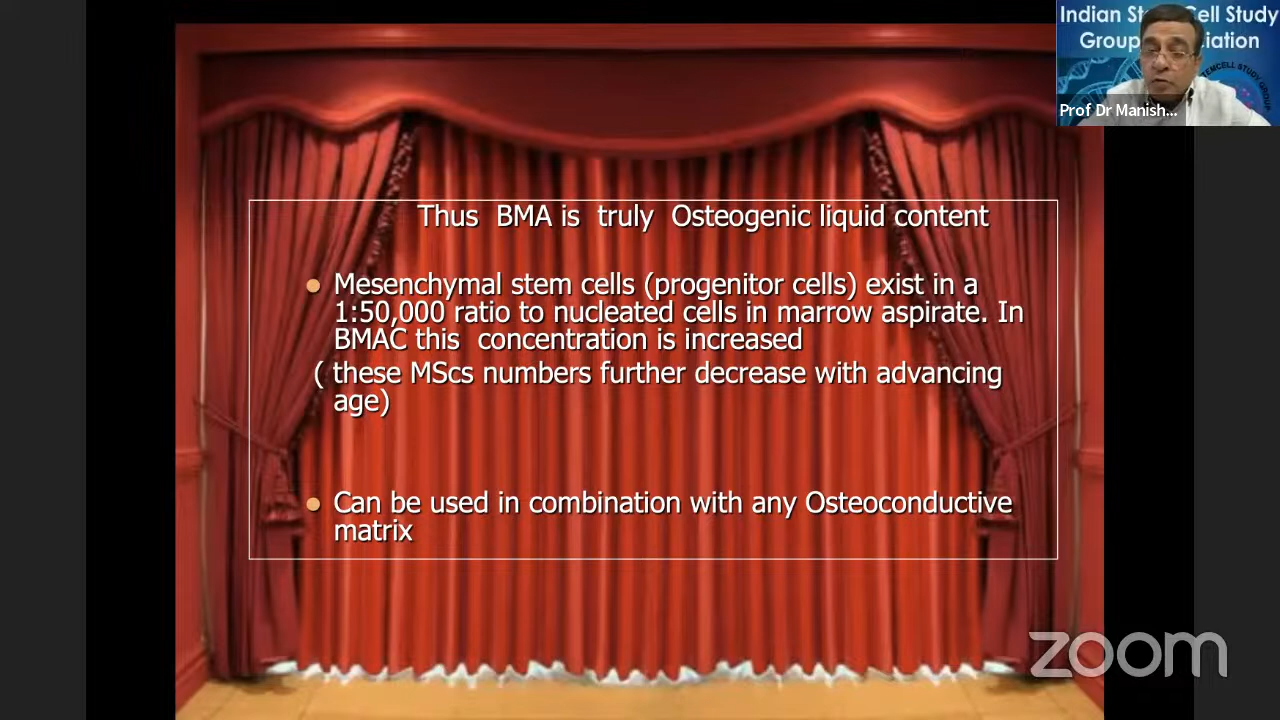 Indian St Cell Study
Group iation
STEMCELL STUDY GROUP
Prof Dr Manish...
Thus BMA is truly Osteogenic liquid content
Mesenchymal stem cells (progenitor cells) exist in a
1:50,000 ratio to nucleated cells in marrow aspirate. In
BMAC this concentration is increased
( these MScs numbers further decrease with advancing
age)
Can be used in combination with any Osteoconductive
matrix
zoom